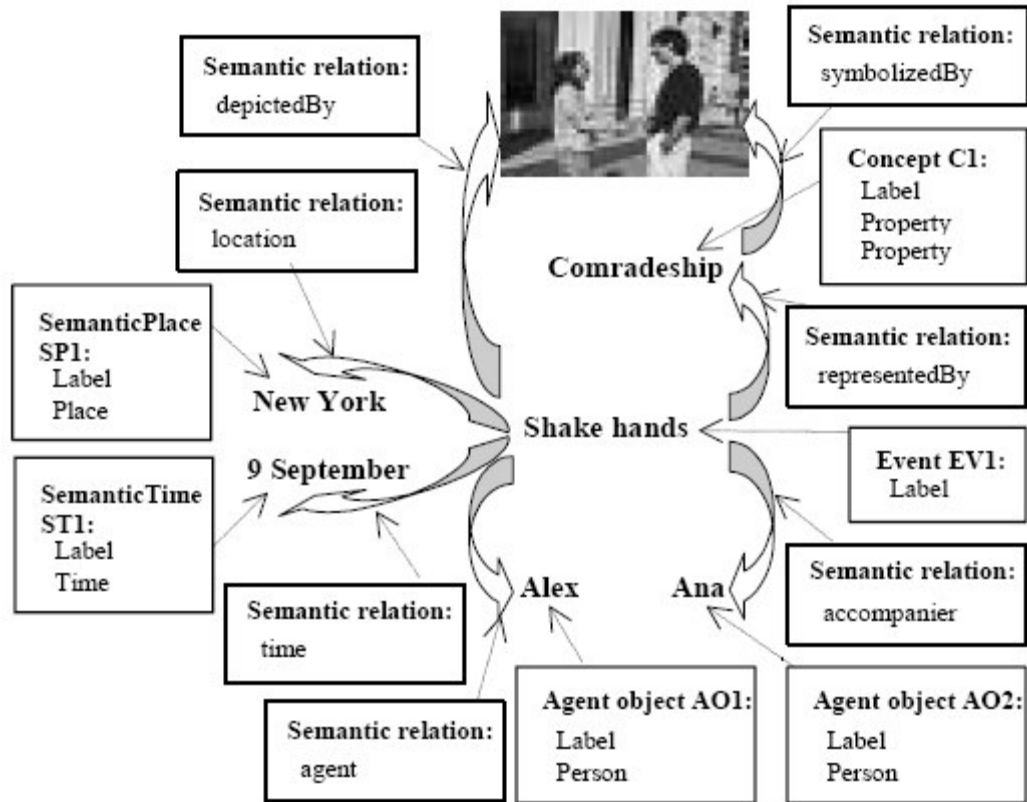 Semantic relation:
depictedBy
Semantic relation:
symbolizedBy
Semantic relation:
location
Concept C1:
Label
Property
Property
Comradeship
SemanticPlace
SP1:
Label
Place
New York
Semantic relation:
representedBy
Shake hands
9 September
Event EV1:
Label
SemanticTime
ST1:
Label
Time
Alex
Ana
Semantic relation:
accompanier
Semantic relation:
time
Semantic relation:
agent
Agent object AO1:
Label
Person
Agent object AO2:
Label
Person